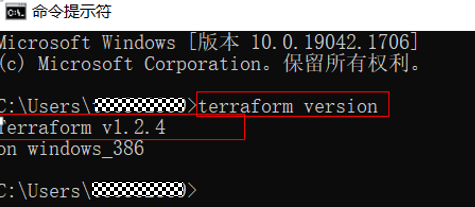 命令提示符
Microsoft Windows [版本 10.0.19042.1706]
(c) Microsoft Corporation。保留所有权利。
C:\Users\>terraform version
Terraform v1.2.4
on windows_386
C:\Users\>